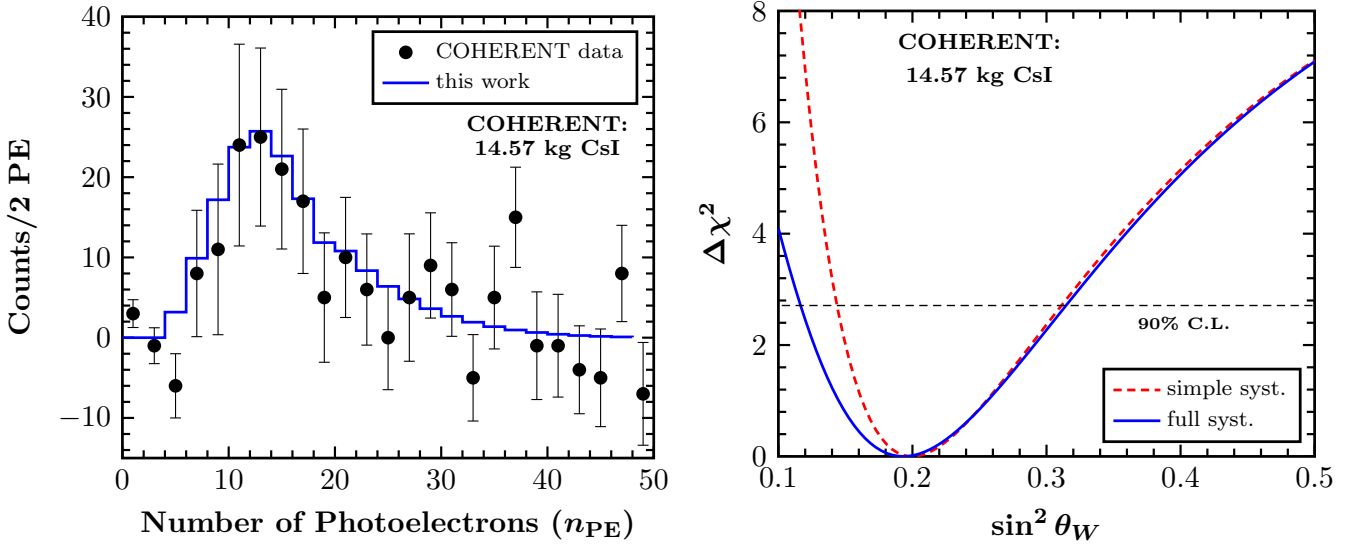 40
30
20
10
0
−10
0
10
20
30
40
50
Counts/2 PE
Number of Photoelectrons (n_PE)
COHERENT data
this work
COHERENT:
14.57 kg CsI
8
6
4
2
0
0.1
0.2
0.3
0.4
0.5
Δχ²
sin² θ_W
COHERENT:
14.57 kg CsI
90% C.L.
simple syst.
full syst.